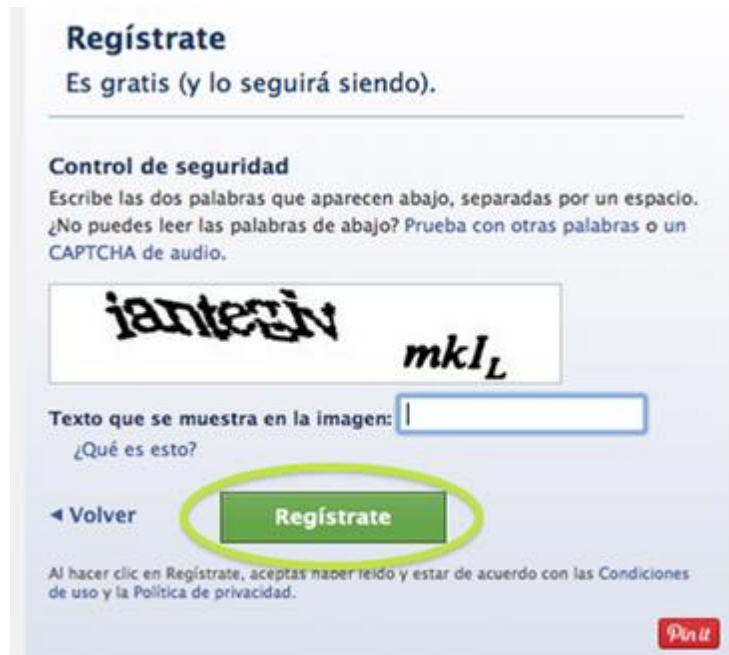 Regístrate
Es gratis (y lo seguirá siendo).
Control de seguridad
Escribe las dos palabras que aparecen abajo, separadas por un espacio.
¿No puedes leer las palabras de abajo? Prueba con otras palabras o un
CAPTCHA de audio.
Texto que se muestra en la imagen:
¿Qué es esto?
◄ Volver
Regístrate
Al hacer clic en Regístrate, aceptas haber leído y estar de acuerdo con las Condiciones
de uso y la Política de privacidad.
Pin it